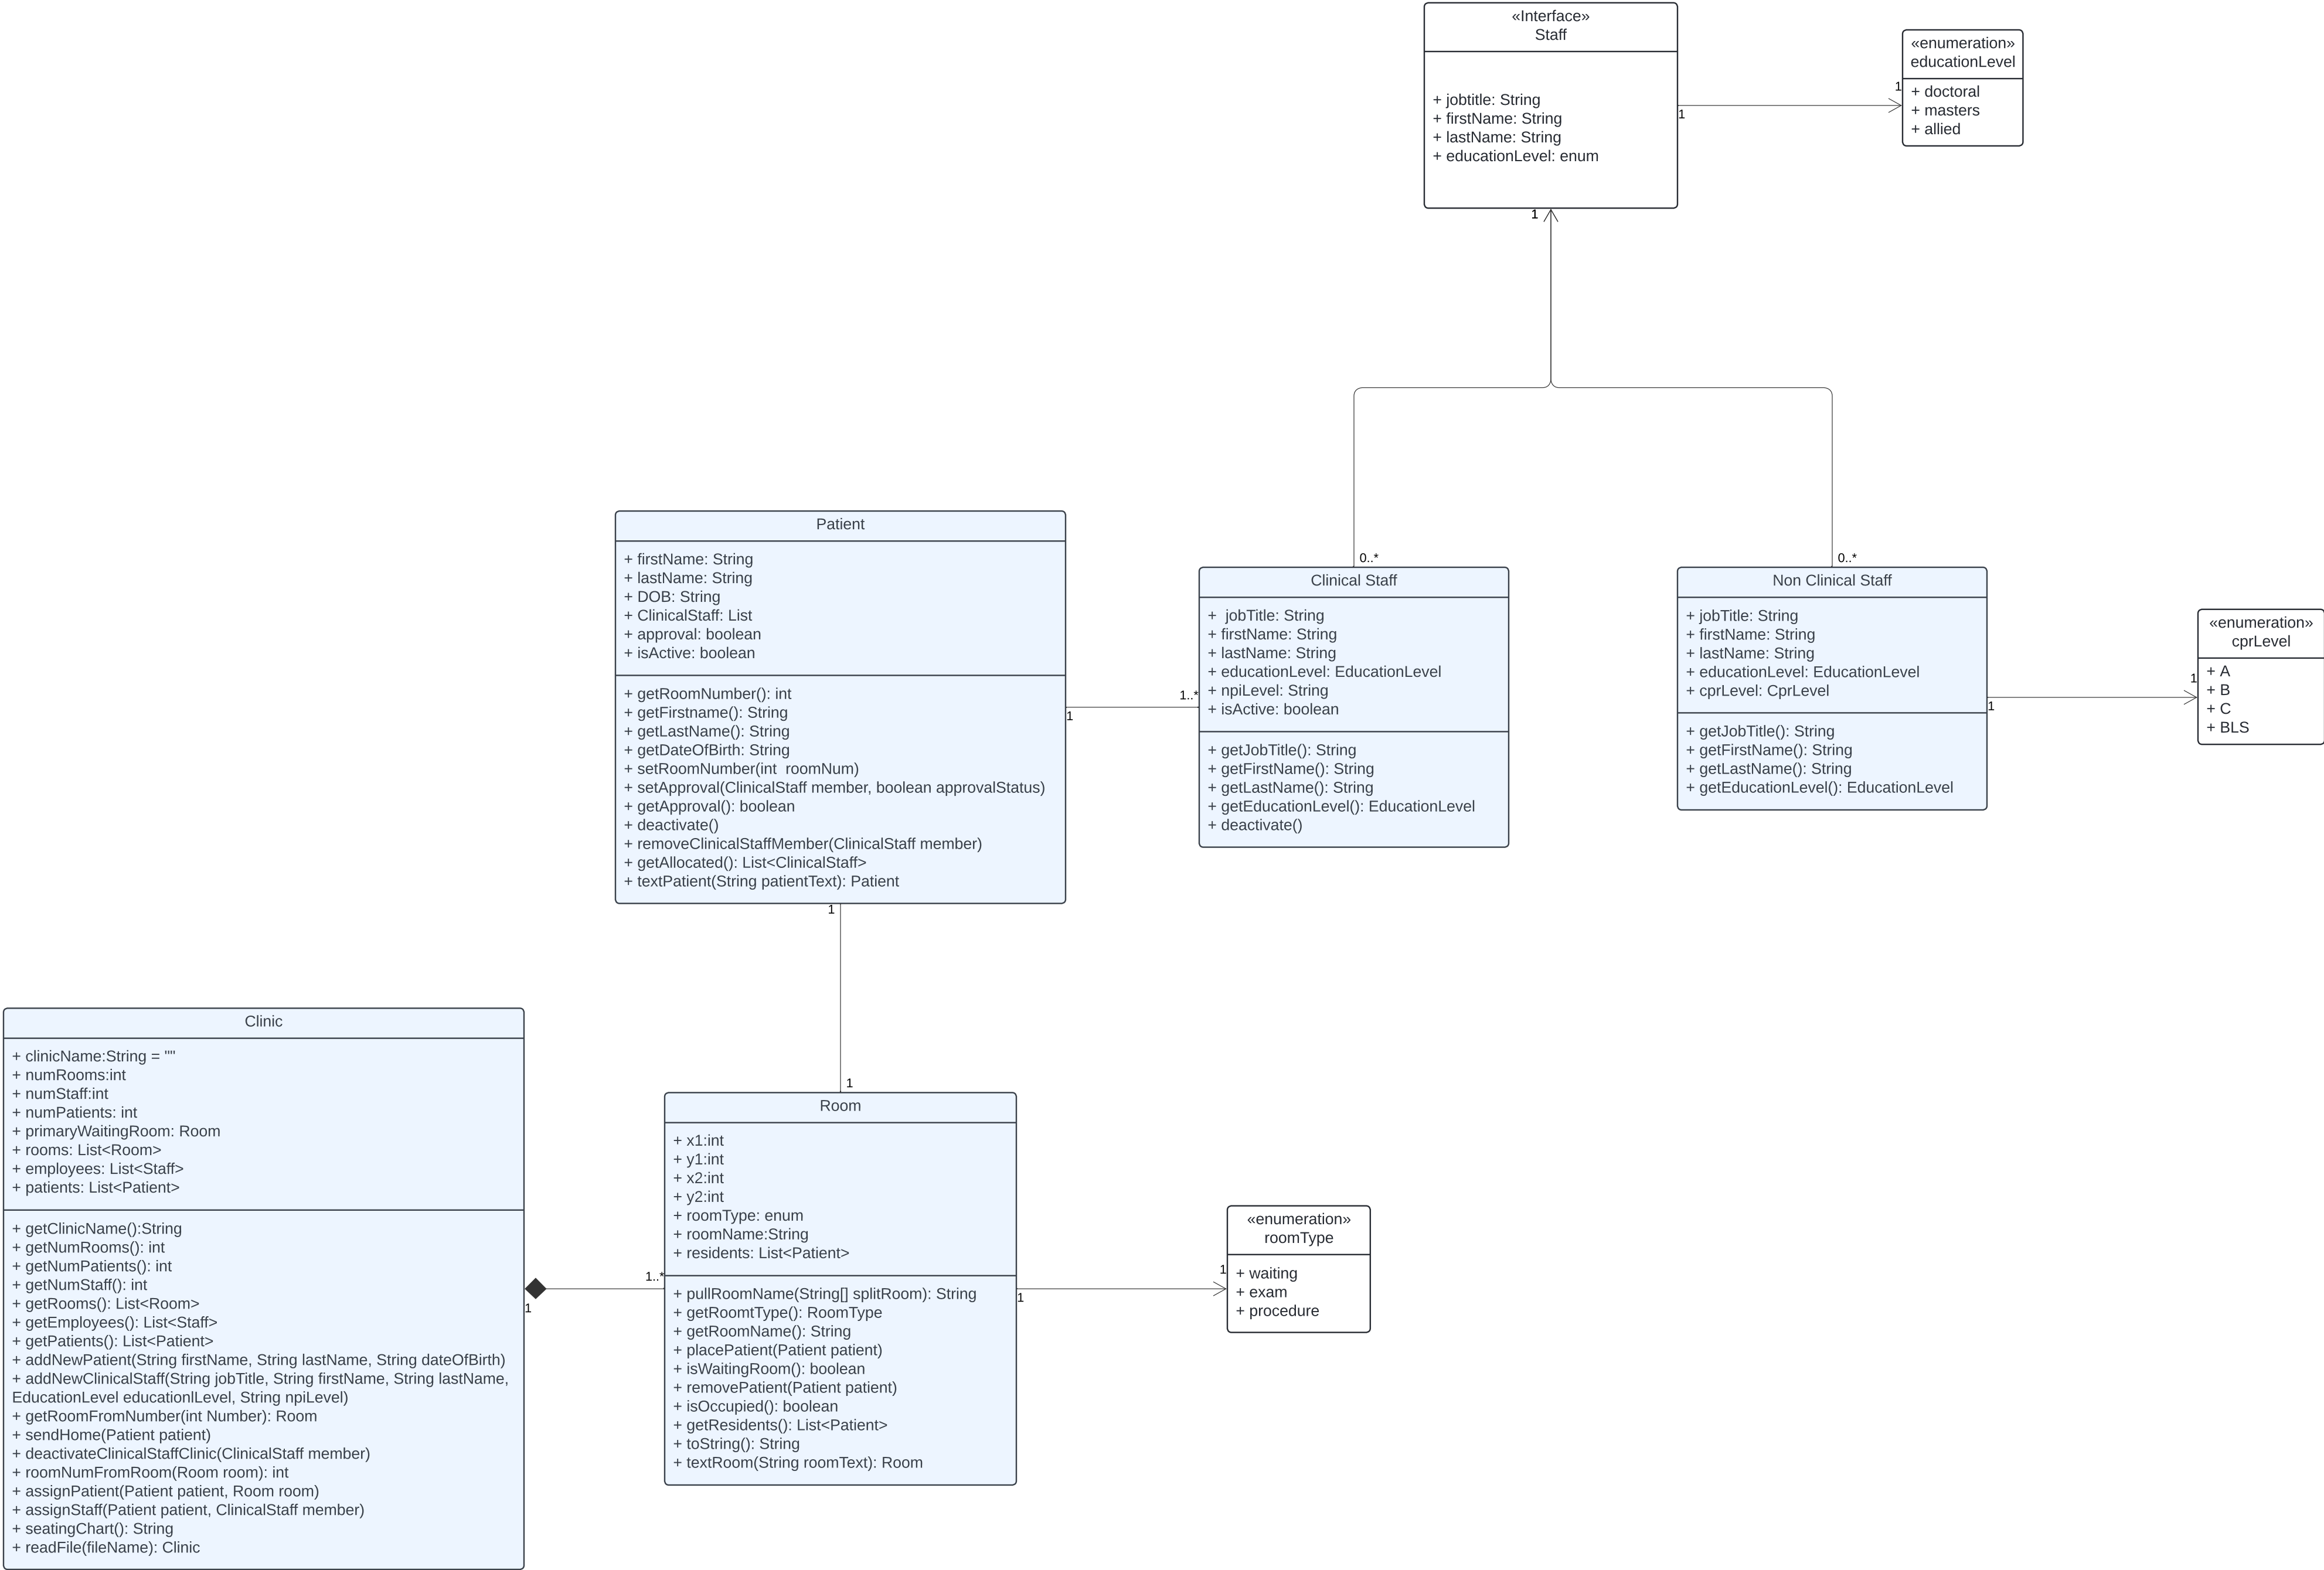 «Interface»
Staff
+ jobtitle: String
+ firstName: String
+ lastName: String
+ educationLevel: enum
1
1
1
«enumeration»
educationLevel
+ doctoral
+ masters
+ allied
0..*
0..*
Patient
+ firstName: String
+ lastName: String
+ DOB: String
+ ClinicalStaff: List
+ approval: boolean
+ isActive: boolean
+ getRoomNumber(): int
+ getFirstname(): String
+ getLastName(): String
+ getDateOfBirth: String
+ setRoomNumber(int  roomNum)
+ setApproval(ClinicalStaff member, boolean approvalStatus)
+ getApproval(): boolean
+ deactivate()
+ removeClinicalStaffMember(ClinicalStaff member)
+ getAllocated(): List<ClinicalStaff>
+ textPatient(String patientText): Patient
1
1..*
Clinical Staff
+  jobTitle: String
+ firstName: String
+ lastName: String
+ educationLevel: EducationLevel
+ npiLevel: String
+ isActive: boolean
+ getJobTitle(): String
+ getFirstName(): String
+ getLastName(): String
+ getEducationLevel(): EducationLevel
+ deactivate()
Non Clinical Staff
+ jobTitle: String
+ firstName: String
+ lastName: String
+ educationLevel: EducationLevel
+ cprLevel: CprLevel
+ getJobTitle(): String
+ getFirstName(): String
+ getLastName(): String
+ getEducationLevel(): EducationLevel
1
1
«enumeration»
cprLevel
+ A
+ B
+ C
+ BLS
1
1
Clinic
+ clinicName:String = ""
+ numRooms:int
+ numStaff:int
+ numPatients: int
+ primaryWaitingRoom: Room
+ rooms: List<Room>
+ employees: List<Staff>
+ patients: List<Patient>
+ getClinicName():String
+ getNumRooms(): int
+ getNumPatients(): int
+ getNumStaff(): int
+ getRooms(): List<Room>
+ getEmployees(): List<Staff>
+ getPatients(): List<Patient>
+ addNewPatient(String firstName, String lastName, String dateOfBirth)
+ addNewClinicalStaff(String jobTitle, String firstName, String lastName,
EducationLevel educationlLevel, String npiLevel)
+ getRoomFromNumber(int Number): Room
+ sendHome(Patient patient)
+ deactivateClinicalStaffClinic(ClinicalStaff member)
+ roomNumFromRoom(Room room): int
+ assignPatient(Patient patient, Room room)
+ assignStaff(Patient patient, ClinicalStaff member)
+ seatingChart(): String
+ readFile(fileName): Clinic
1
1..*
Room
+ x1:int
+ y1:int
+ x2:int
+ y2:int
+ roomType: enum
+ roomName:String
+ residents: List<Patient>
+ pullRoomName(String[] splitRoom): String
+ getRoomtType(): RoomType
+ getRoomName(): String
+ placePatient(Patient patient)
+ isWaitingRoom(): boolean
+ removePatient(Patient patient)
+ isOccupied(): boolean
+ getResidents(): List<Patient>
+ toString(): String
+ textRoom(String roomText): Room
1
1
«enumeration»
roomType
+ waiting
+ exam
+ procedure